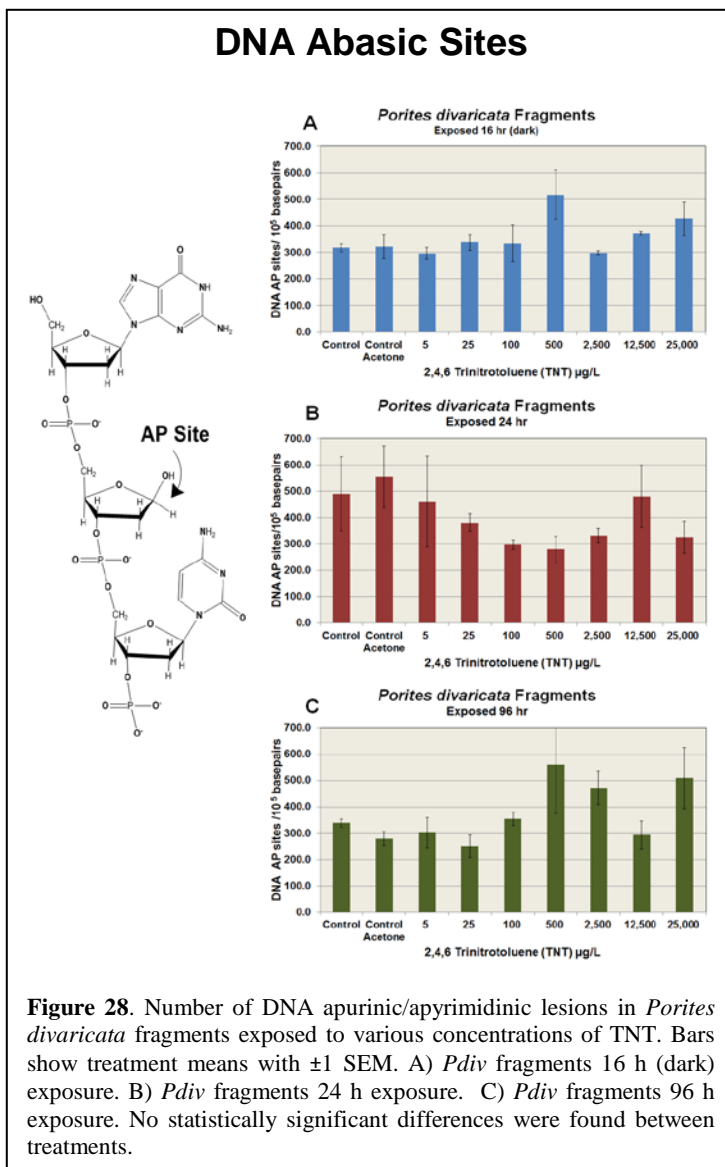 DNA Abasic Sites
A
Porites divaricata Fragments
Exposed 16 hr (dark)
DNA AP sites/ 10⁵ basepairs
700.0
600.0
500.0
400.0
300.0
200.0
100.0
0.0
Control Control Acetone 5 25 100 500 2,500 12,500 25,000
2,4,6 Trinitrotoluene (TNT) µg/L
B
Porites divaricata Fragments
Exposed 24 hr
DNA AP sites/10⁵ basepairs
700.0
600.0
500.0
400.0
300.0
200.0
100.0
0.0
Control Control Acetone 5 25 100 500 2,500 12,500 25,000
2,4,6 Trinitrotoluene (TNT) µg/L
C
Porites divaricata Fragments
Exposed 96 hr
DNA AP sites /10⁵ basepairs
700.0
600.0
500.0
400.0
300.0
200.0
100.0
0.0
Control Control Acetone 5 25 100 500 2,500 12,500 25,000
2,4,6 Trinitrotoluene (TNT) µg/L
O
N
NH
N
N
NH₂
HO
CH₂
O
H
H
H
H
O
O=P—O⁻
O
CH₂
AP Site
OH
O
H
H
H
H
O
O=P—O⁻
O
CH₂
NH₂
N
N
O
O
H
H
H
H
O
O=P—O⁻
O⁻
Figure 28. Number of DNA apurinic/apyrimidinic lesions in Porites
divaricata fragments exposed to various concentrations of TNT. Bars
show treatment means with ±1 SEM. A) Pdiv fragments 16 h (dark)
exposure. B) Pdiv fragments 24 h exposure. C) Pdiv fragments 96 h
exposure. No statistically significant differences were found between
treatments.